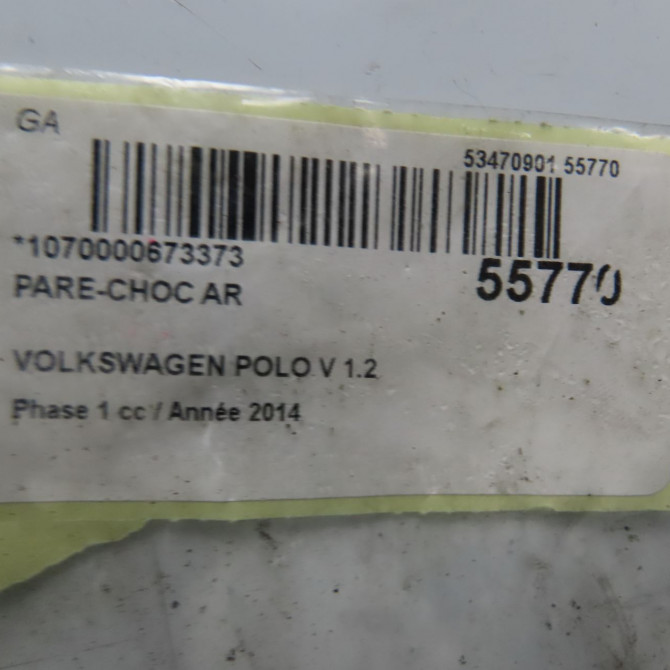 GA
53470901 55770
*1070000673373
55770
PARE-CHOC AR
VOLKSWAGEN POLO V 1.2
Phase 1 cc / Année 2014